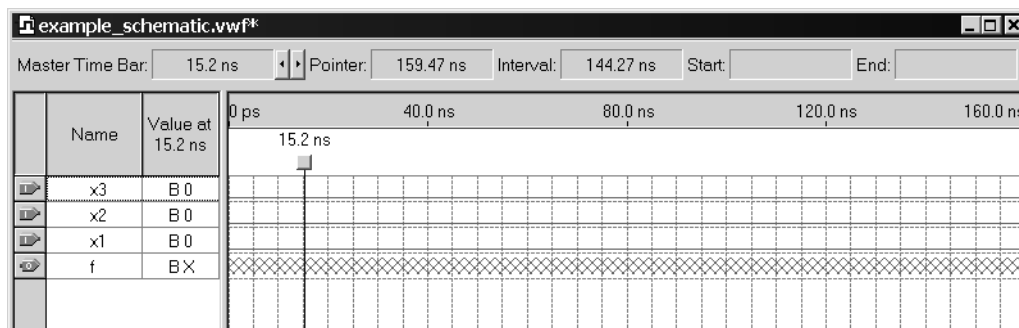 example_schematic.vwf*
Master Time Bar: 15.2 ns Pointer: 159.47 ns Interval: 144.27 ns Start: End:
Name Value at 15.2 ns 0 ps 40.0 ns 80.0 ns 120.0 ns 160.0 ns
15.2 ns
x3 B 0
x2 B 0
x1 B 0
f B X